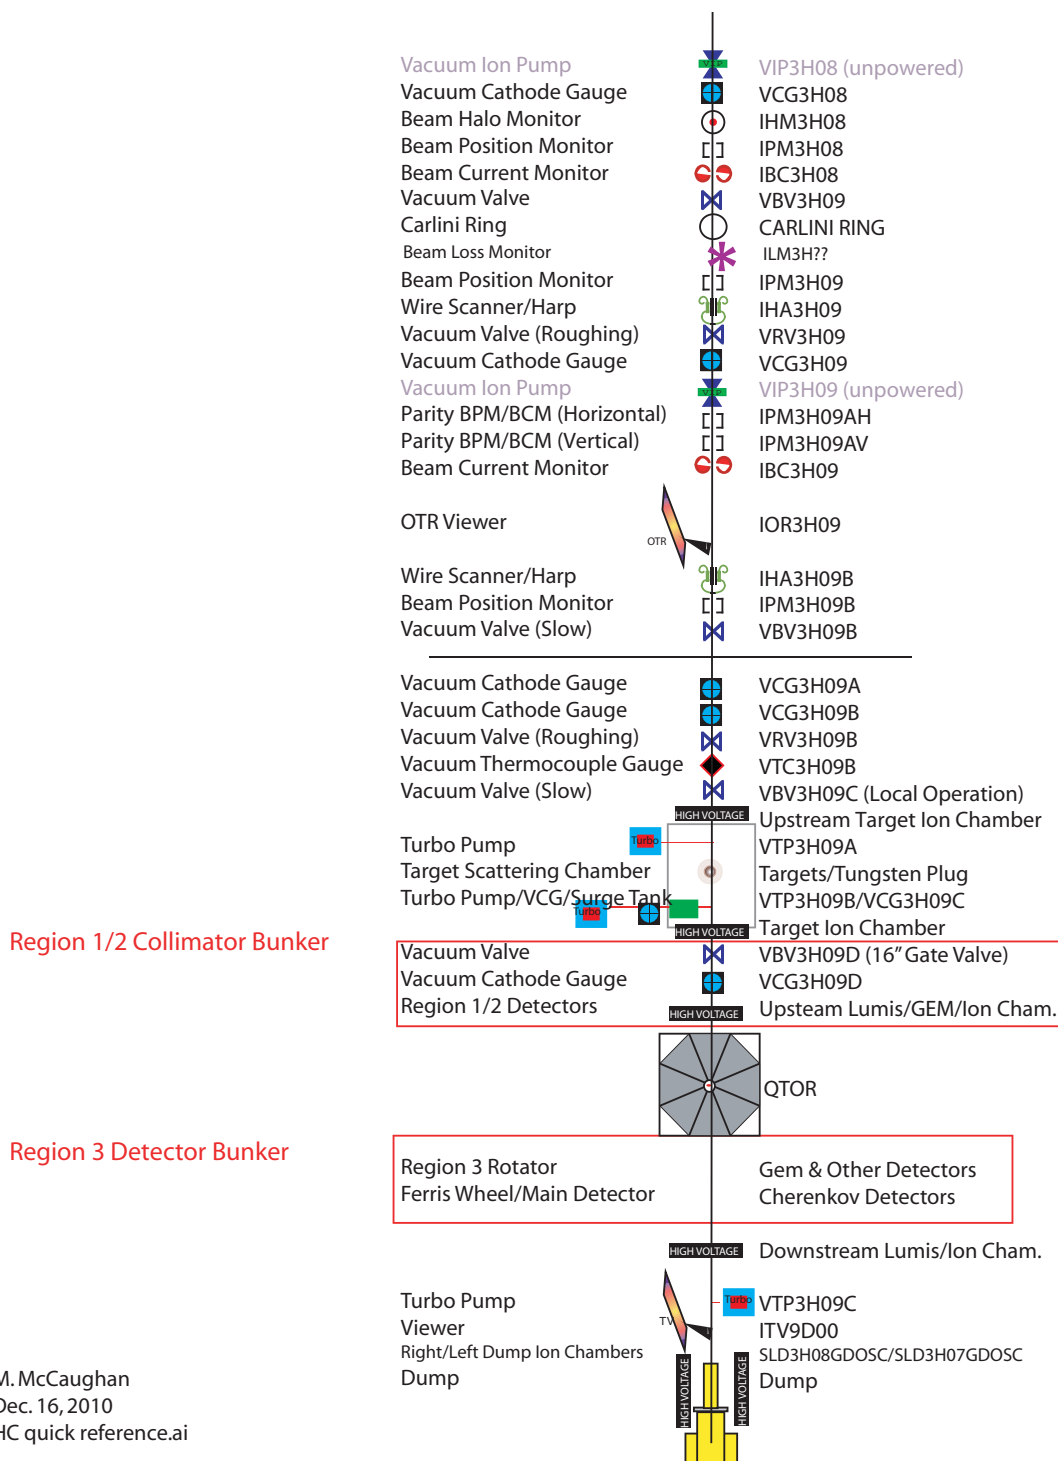 Vacuum Ion Pump VIP VIP3H08 (unpowered)
Vacuum Cathode Gauge VCG3H08
Beam Halo Monitor IHM3H08
Beam Position Monitor IPM3H08
Beam Current Monitor IBC3H08
Vacuum Valve VBV3H09
Carlini Ring CARLINI RING
Beam Loss Monitor ILM3H??
Beam Position Monitor IPM3H09
Wire Scanner/Harp IHA3H09
Vacuum Valve (Roughing) VRV3H09
Vacuum Cathode Gauge VCG3H09
Vacuum Ion Pump VIP VIP3H09 (unpowered)
Parity BPM/BCM (Horizontal) IPM3H09AH
Parity BPM/BCM (Vertical) IPM3H09AV
Beam Current Monitor IBC3H09
OTR Viewer IOR3H09
OTR
Wire Scanner/Harp IHA3H09B
Beam Position Monitor IPM3H09B
Vacuum Valve (Slow) VBV3H09B
Vacuum Cathode Gauge VCG3H09A
Vacuum Cathode Gauge VCG3H09B
Vacuum Valve (Roughing) VRV3H09B
Vacuum Thermocouple Gauge VTC3H09B
Vacuum Valve (Slow) VBV3H09C (Local Operation)
HIGH VOLTAGE Upstream Target Ion Chamber
Turbo Pump Turbo VTP3H09A
Target Scattering Chamber Targets/Tungsten Plug
Turbo Pump/VCG/Surge Tank VTP3H09B/VCG3H09C
Turbo
HIGH VOLTAGE Target Ion Chamber
Region 1/2 Collimator Bunker
Vacuum Valve VBV3H09D (16” Gate Valve)
Vacuum Cathode Gauge VCG3H09D
Region 1/2 Detectors HIGH VOLTAGE Upsteam Lumis/GEM/Ion Cham.
QTOR
Region 3 Detector Bunker
Region 3 Rotator Gem & Other Detectors
Ferris Wheel/Main Detector Cherenkov Detectors
HIGH VOLTAGE Downstream Lumis/Ion Cham.
Turbo Pump Turbo VTP3H09C
Viewer TV ITV9D00
Right/Left Dump Ion Chambers SLD3H08GDOSC/SLD3H07GDOSC
Dump HIGH VOLTAGE HIGH VOLTAGE Dump
M. McCaughan
Dec. 16, 2010
HC quick reference.ai